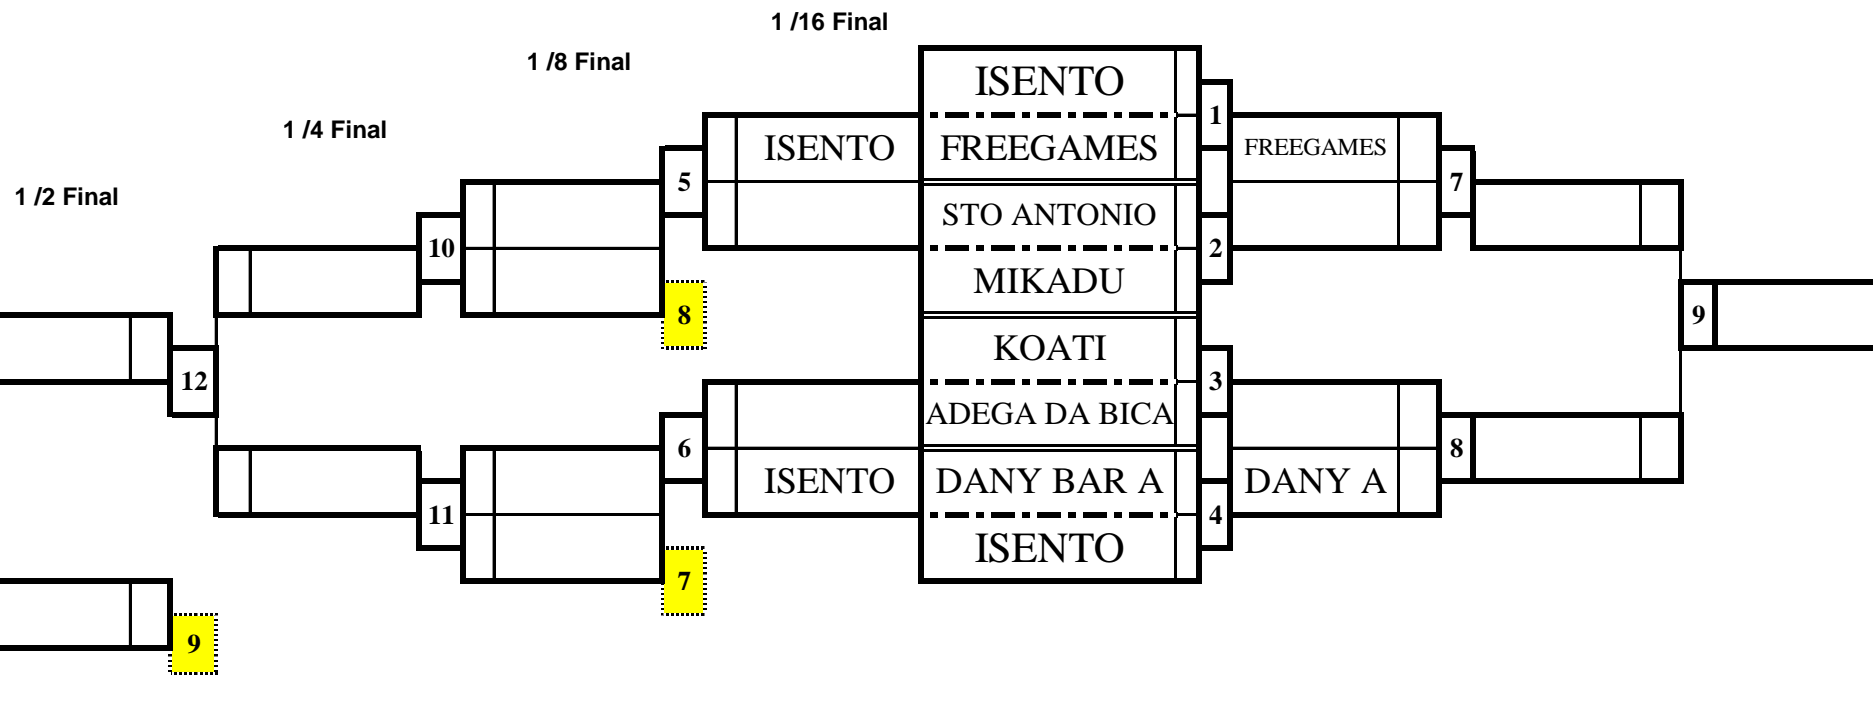 1 /16 Final
1 /8 Final
1 /4 Final
1 /2 Final
ISENTO
1
ISENTO
FREEGAMES
FREEGAMES
5
7
STO ANTONIO
10
2
MIKADU
8
9
KOATI
12
3
ADEGA DA BICA
6
8
ISENTO
DANY BAR A
DANY A
11
4
ISENTO
7
9